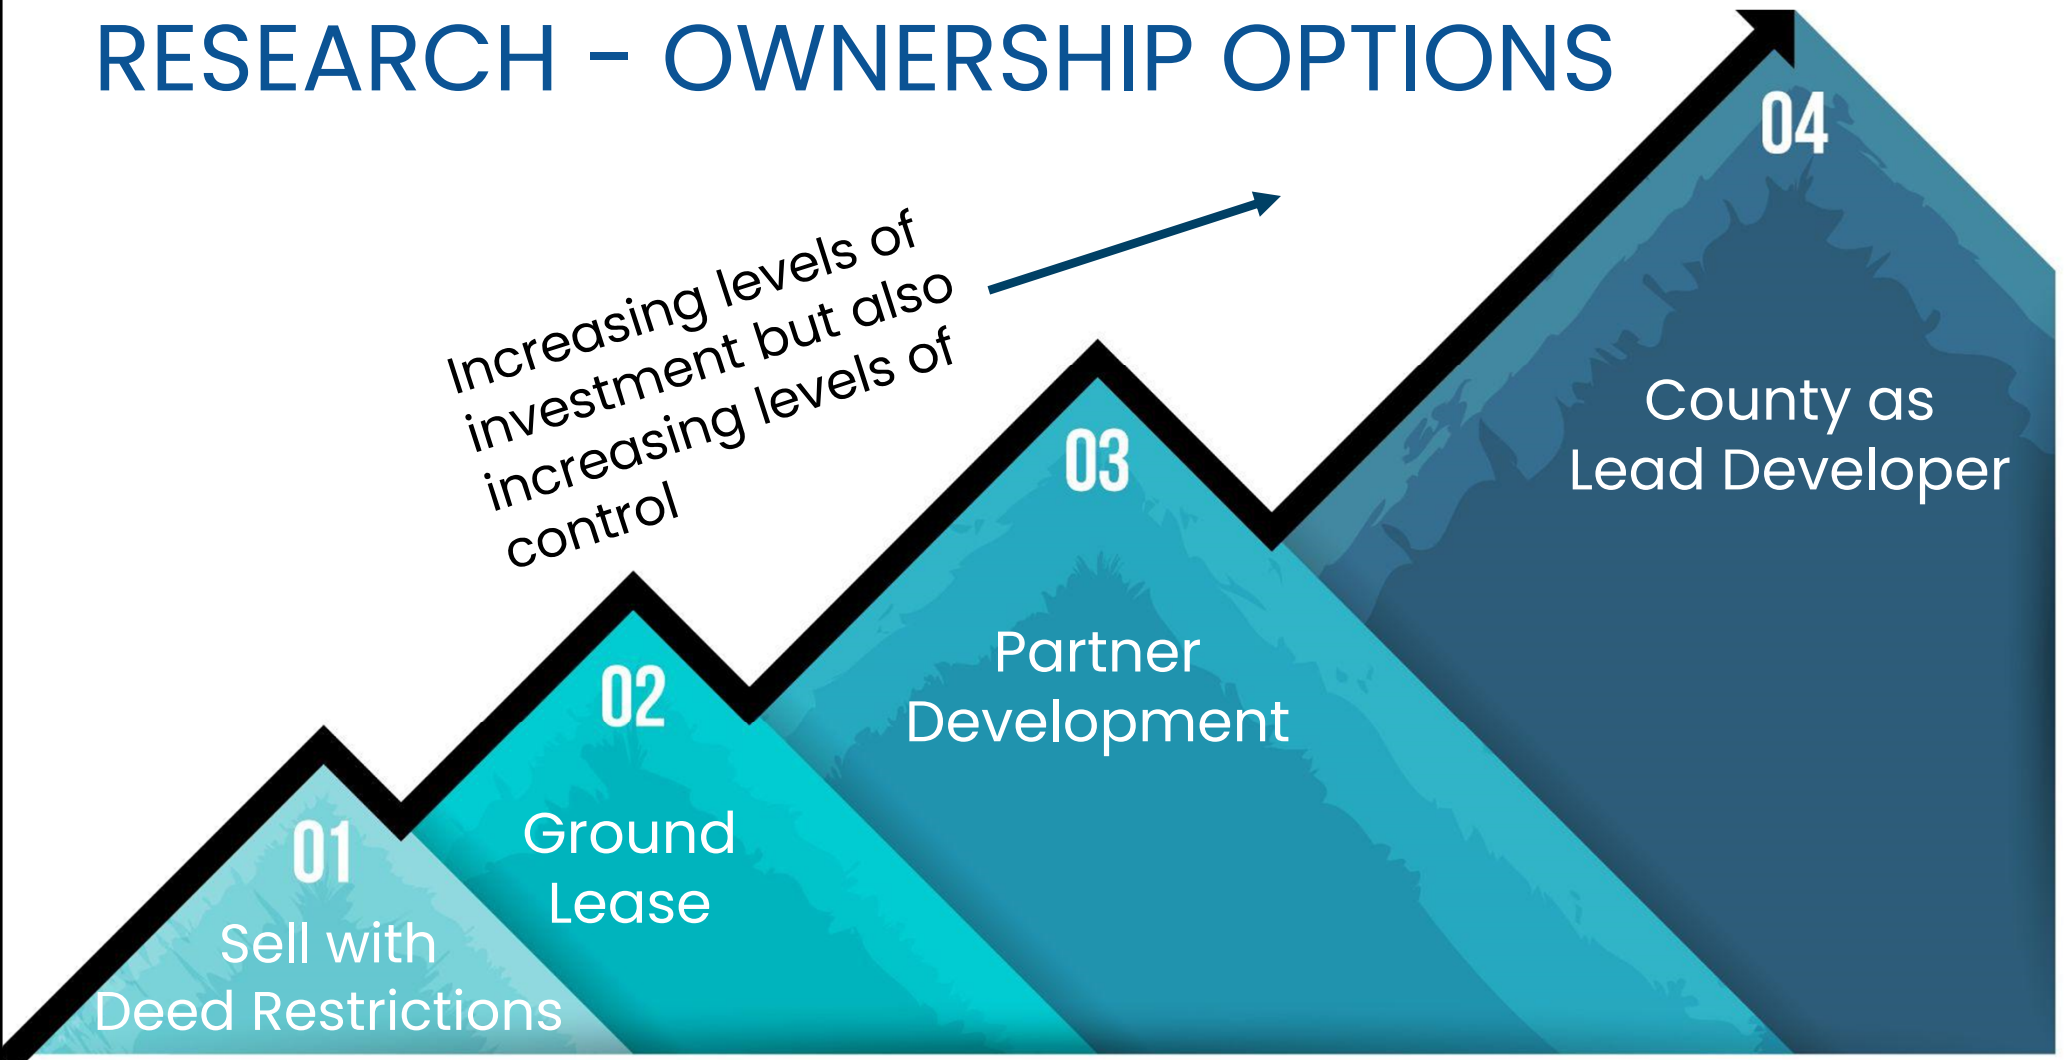 RESEARCH - OWNERSHIP OPTIONS
Increasing levels of
investment but also
increasing levels of
control
01
Sell with
Deed Restrictions
02
Ground
Lease
03
Partner
Development
04
County as
Lead Developer